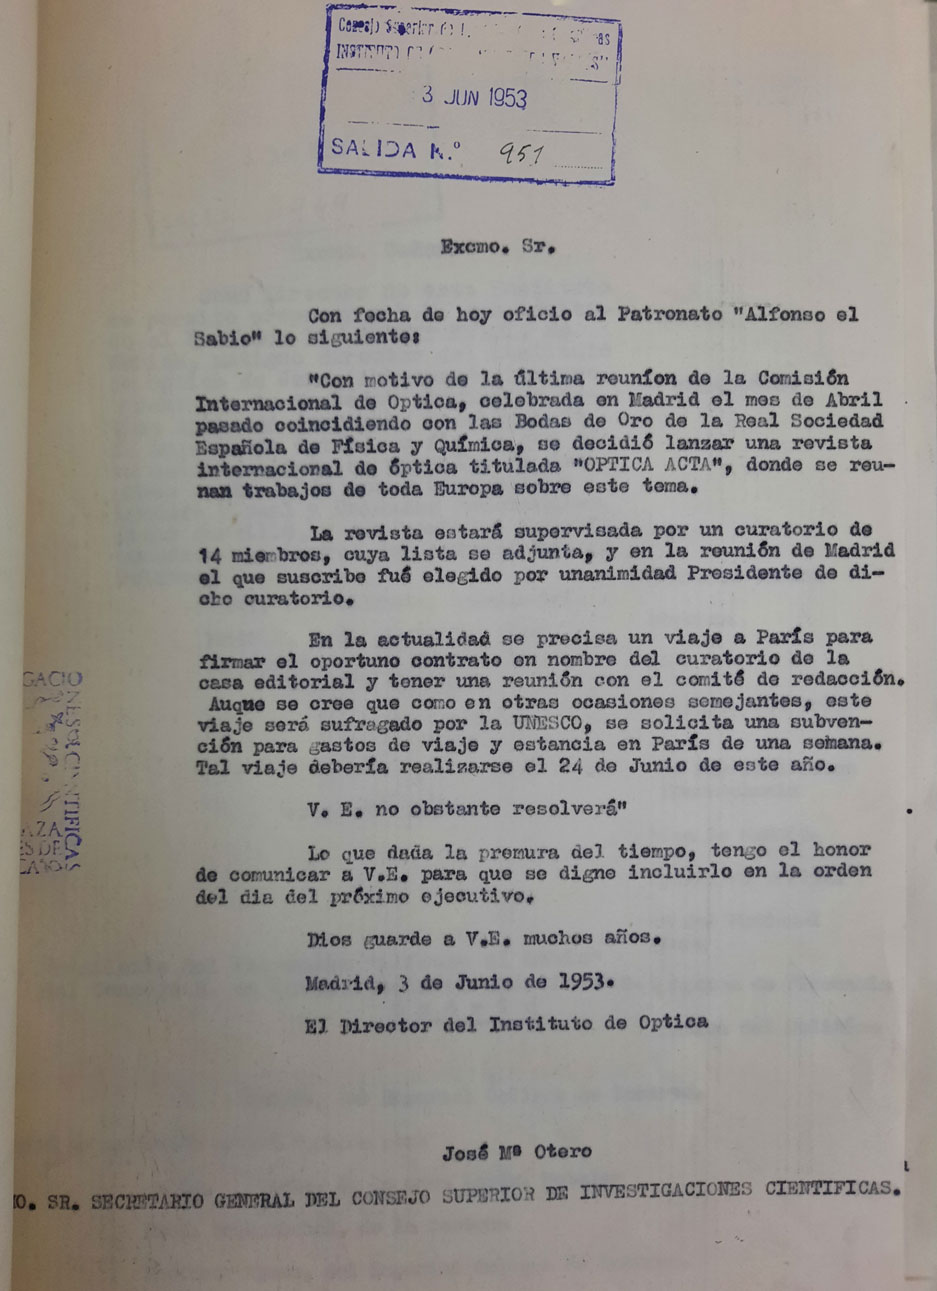 Consejo Superior de
INSTITUTO DE
3 JUN 1953
SALIDA N.º 951
Excmo. Sr.
Con fecha de hoy oficio al Patronato "Alfonso el
Sabio" lo siguiente:
"Con motivo de la última reuníon de la Comisión
Internacional de Optica, celebrada en Madrid el mes de Abril
pasado coincidiendo con las Bodas de Oro de la Real Sociedad
Española de Física y Química, se decidió lanzar una revista
internacional de óptica titulada "OPTICA ACTA", donde se reu-
nan trabajos de toda Europa sobre este tema.
La revista estará supervisada por un curatorio de
14 miembros, cuya lista se adjunta, y en la reunión de Madrid
el que suscribe fué elegido por unanimidad Presidente de di-
cho curatorio.
En la actualidad se precisa un viaje a París para
firmar el oportuno contrato en nombre del curatorio de la
casa editorial y tener una reunión con el comité de redacción.
Auque se cree que como en otras ocasiones semejantes, este
viaje será sufragado por la UNESCO, se solicita una subven-
ción para gastos de viaje y estancia en París de una semana.
Tal viaje debería realizarse el 24 de Junio de este año.
V. E. no obstante resolverá"
Lo que dada la premura del tiempo, tengo el honor
de comunicar a V.E. para que se digne incluirlo en la orden
del dia del próximo ejecutivo.
Dios guarde a V.E. muchos años.
Madrid, 3 de Junio de 1953.
El Director del Instituto de Optica
José Mª Otero
MO. SR. SECRETARIO GENERAL DEL CONSEJO SUPERIOR DE INVESTIGACIONES CIENTIFICAS.